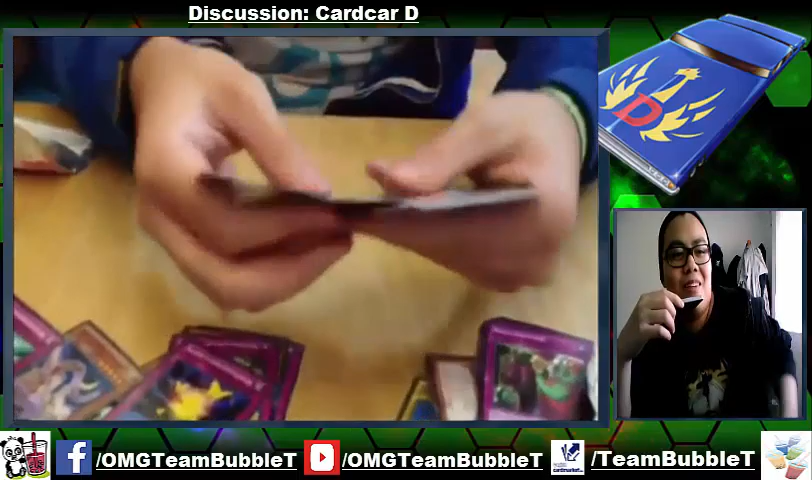 Discussion: Cardcar D
D
/OMGTeamBubbleT
/OMGTeamBubbleT
/TeamBubbleT